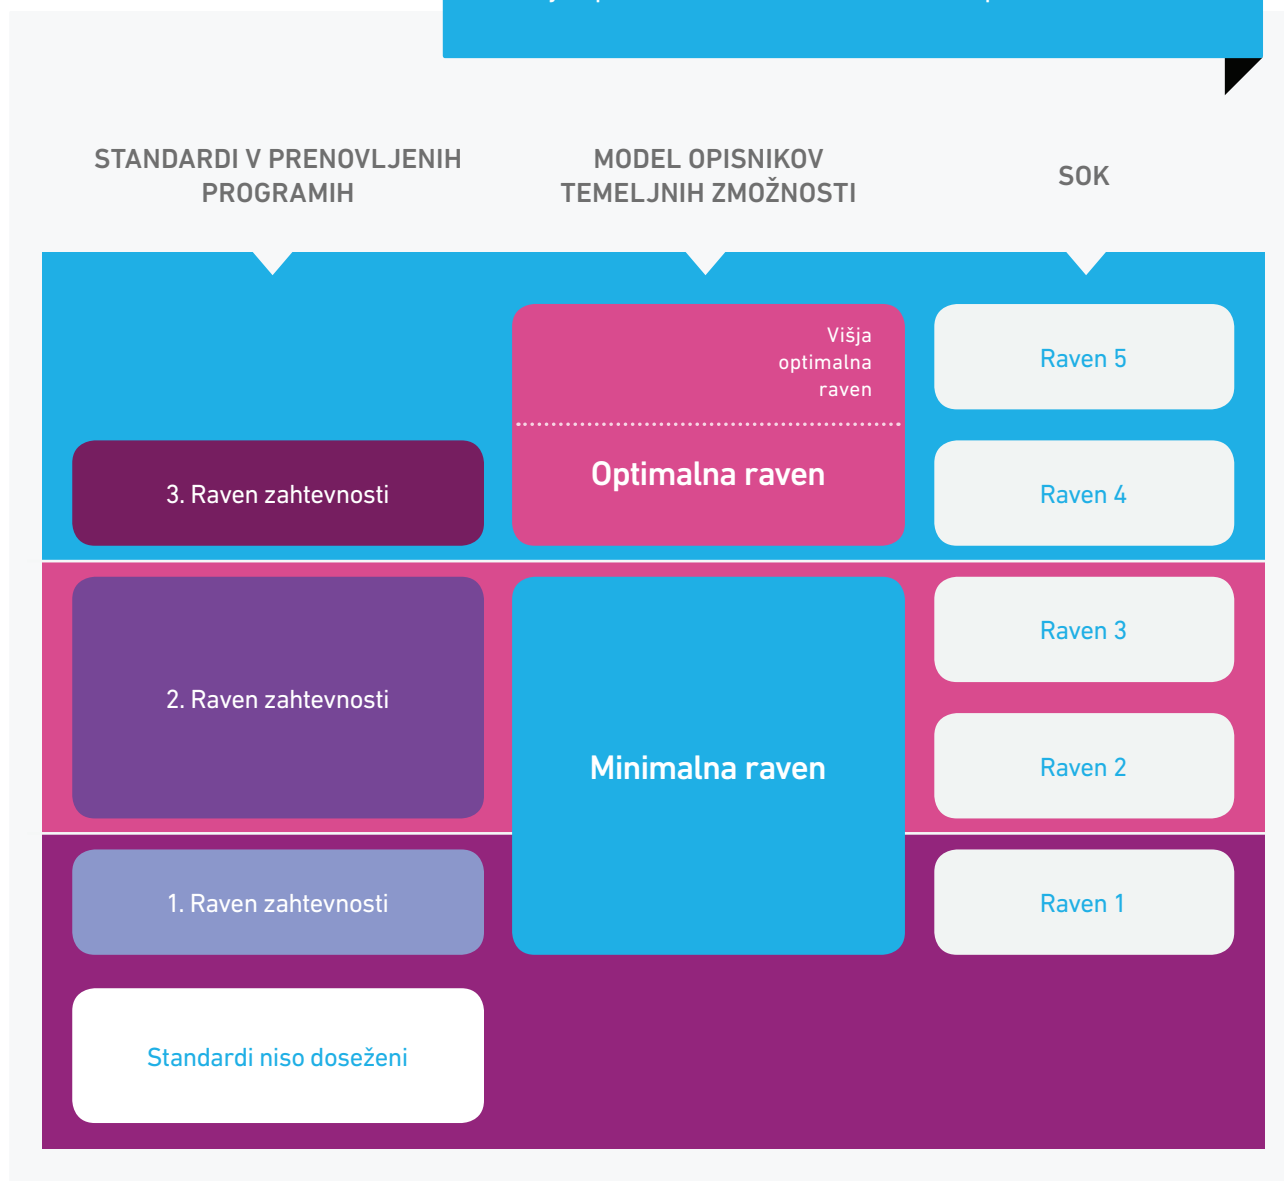 STANDARDI V PRENOVLJENIH
PROGRAMIH
MODEL OPISNIKOV
TEMELJNIH ZMOŽNOSTI
SOK
Višja
optimalna
raven
Raven 5
3. Raven zahtevnosti
Optimalna raven
Raven 4
2. Raven zahtevnosti
Minimalna raven
Raven 3
Raven 2
1. Raven zahtevnosti
Raven 1
Standardi niso doseženi